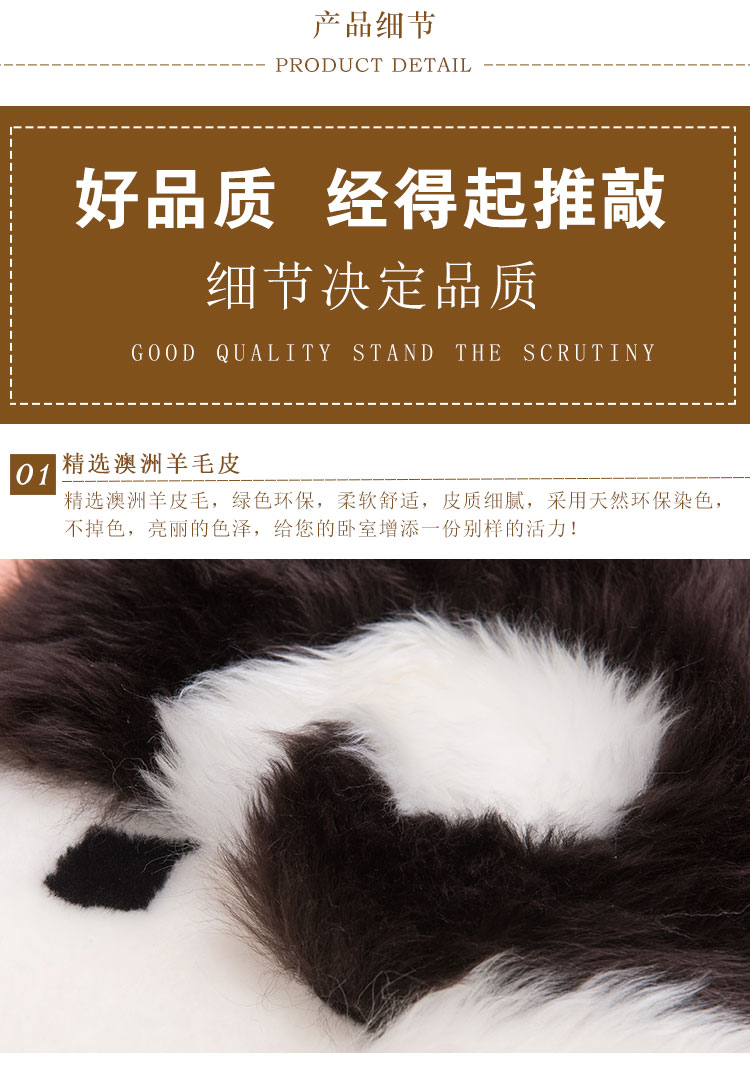 产品细节
PRODUCT DETAIL
好品质 经得起推敲
细节决定品质
GOOD QUALITY STAND THE SCRUTINY
01
精选澳洲羊毛皮
精选澳洲羊皮毛，绿色环保，柔软舒适，皮质细腻，采用天然环保染色，
不掉色，亮丽的色泽，给您的卧室增添一份别样的活力！